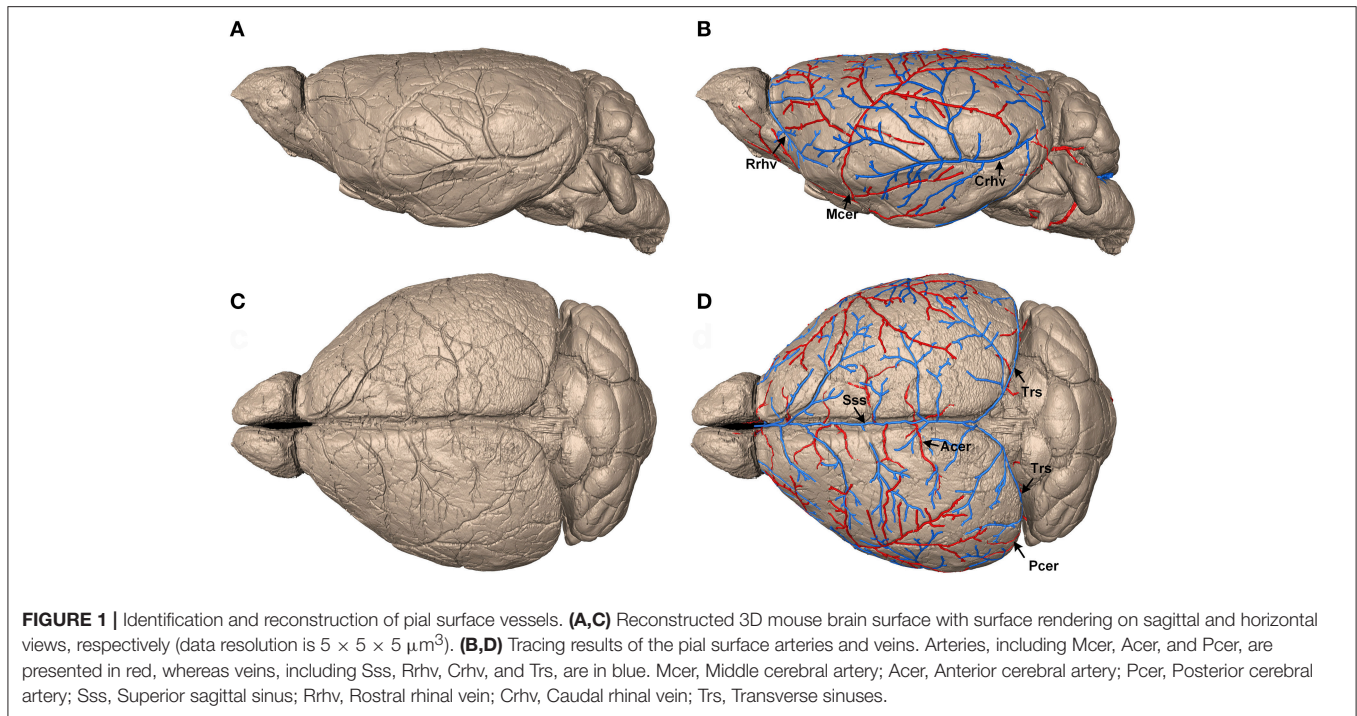 A
B
Rrhv
Crhv
Mcer
C
D
Sss
Trs
Acer
Trs
Pcer
FIGURE 1 | Identification and reconstruction of pial surface vessels. (A,C) Reconstructed 3D mouse brain surface with surface rendering on sagittal and horizontal
views, respectively (data resolution is 5 × 5 × 5 μm³). (B,D) Tracing results of the pial surface arteries and veins. Arteries, including Mcer, Acer, and Pcer, are
presented in red, whereas veins, including Sss, Rrhv, Crhv, and Trs, are in blue. Mcer, Middle cerebral artery; Acer, Anterior cerebral artery; Pcer, Posterior cerebral
artery; Sss, Superior sagittal sinus; Rrhv, Rostral rhinal vein; Crhv, Caudal rhinal vein; Trs, Transverse sinuses.